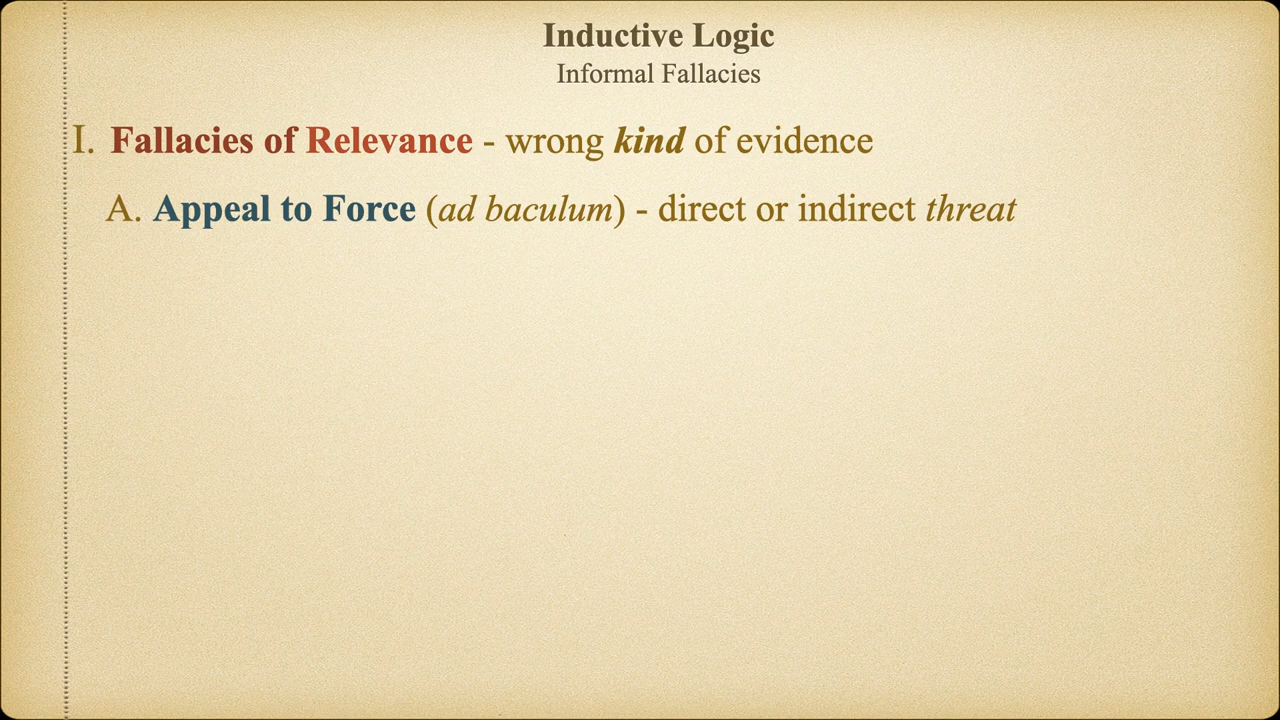 Inductive Logic
Informal Fallacies
I. Fallacies of Relevance - wrong kind of evidence
A. Appeal to Force (ad baculum) - direct or indirect threat